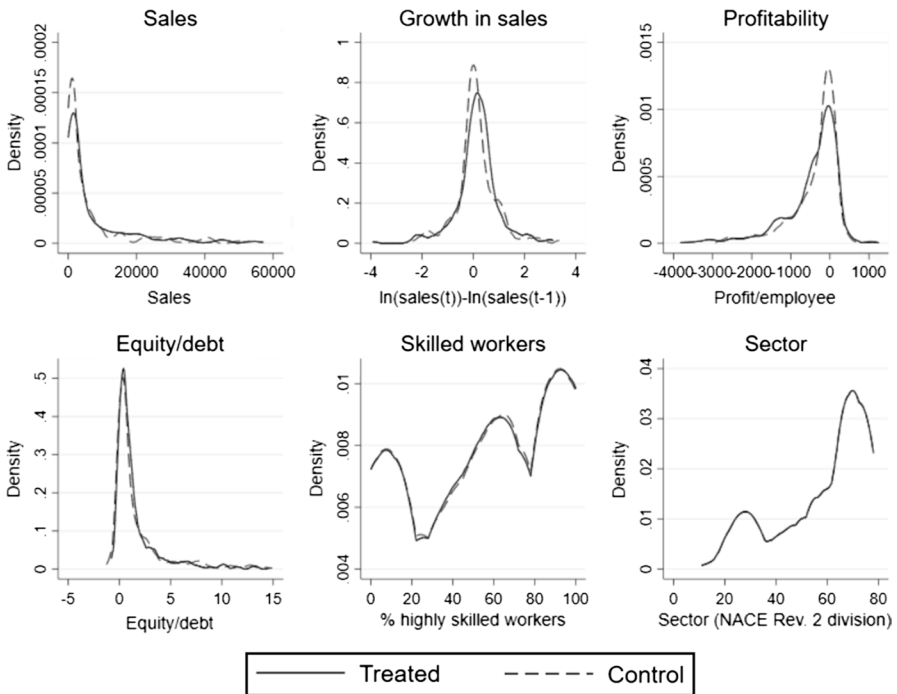 Sales
Density
0 .00005 .0001 .00015 .0002
0 20000 40000 60000
Sales
Growth in sales
Density
0 .2 .4 .6 .8 1
-4 -2 0 2 4
ln(sales(t))-ln(sales(t-1))
Profitability
Density
0 .0005 .001 .0015
-4000 -3000 -2000 -1000 0 1000
Profit/employee
Equity/debt
Density
0 .1 .2 .3 .4 .5
-5 0 5 10 15
Equity/debt
Skilled workers
Density
.004 .006 .008 .01
0 20 40 60 80 100
% highly skilled workers
Sector
Density
0 .01 .02 .03 .04
0 20 40 60 80
Sector (NACE Rev. 2 division)
Treated Control